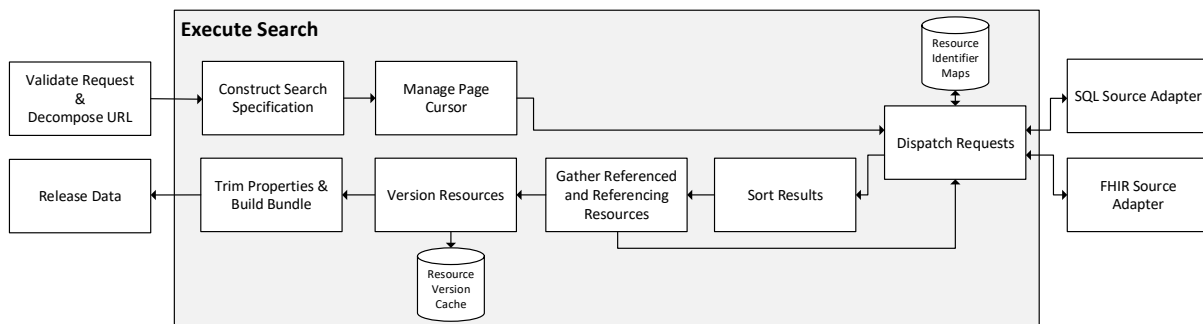 Execute Search
Resource
Identifier
Maps
Validate Request
&
Decompose URL
Construct Search
Specification
Manage Page
Cursor
Dispatch Requests
SQL Source Adapter
Release Data
Trim Properties &
Build Bundle
Version Resources
Gather Referenced
and Referencing
Resources
Sort Results
FHIR Source
Adapter
Resource
Version
Cache